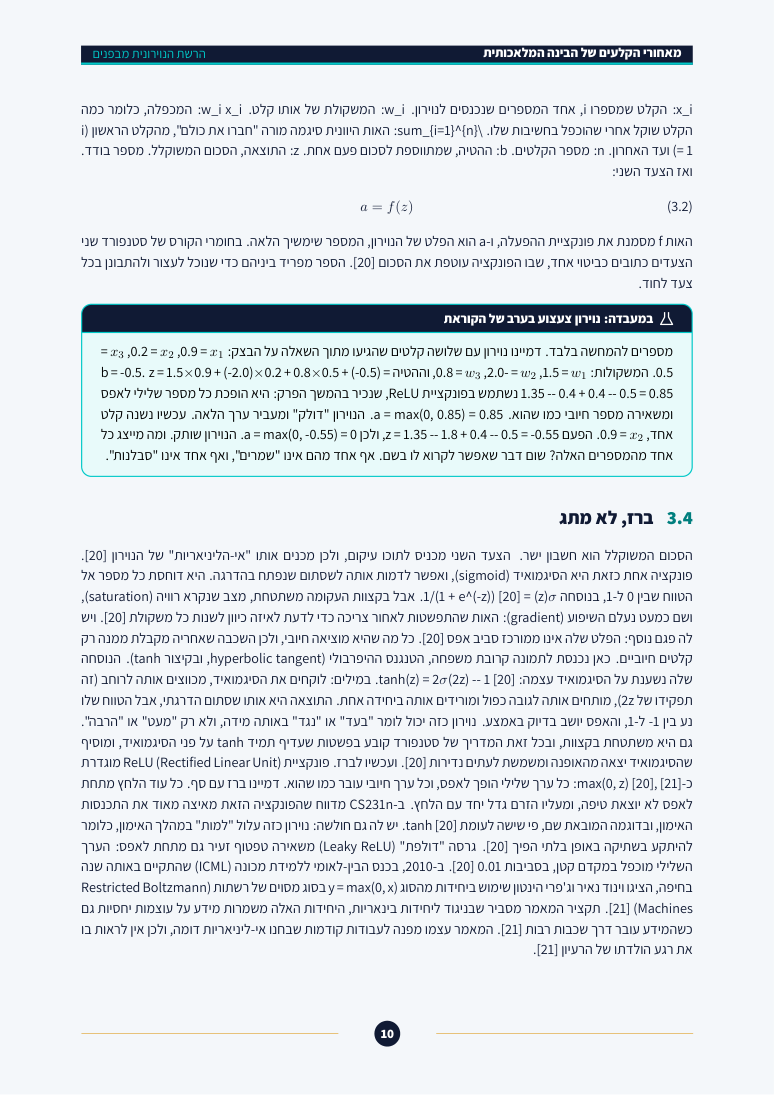 מאחורי הקלעים של הבינה המלאכותית הרשת הנוירונית מבפנים
x_i: הקלט שמספרו i, אחד המספרים שנכנסים לנוירון. w_i: המשקולת של אותו קלט. w_i x_i: המכפלה, כלומר כמה
הקלט שוקל אחרי שהוכפל בחשיבות שלו. \sum_{i=1}^{n}: האות היוונית סיגמה מורה "חברו את כולם", מהקלט הראשון (i
= 1) ועד האחרון. n: מספר הקלטים. b: ההטיה, שמתווספת לסכום פעם אחת. z: התוצאה, הסכום המשוקלל. מספר בודד.
ואז הצעד השני:
a = f(z) (3.2)
האות f מסמנת את פונקציית ההפעלה, ו-a הוא הפלט של הנוירון, המספר שימשיך הלאה. בחומרי הקורס של סטנפורד שני
הצעדים כתובים כביטוי אחד, שבו הפונקציה עוטפת את הסכום [20]. הספר מפריד ביניהם כדי שנוכל לעצור ולהתבונן בכל
צעד לחוד.
במעבדה: נוירון צעצוע בערב של הקוראת
מספרים להמחשה בלבד. דמיינו נוירון עם שלושה קלטים שהגיעו מתוך השאלה על הבצק: x₁ = 0.9, x₂ = 0.2, x₃ =
0.5. המשקולות: w₁ = 1.5, w₂ = -2.0, w₃ = 0.8, וההטיה b = -0.5. z = 1.5×0.9 + (-2.0)×0.2 + 0.8×0.5 + (-0.5) =
1.35 -- 0.4 + 0.4 -- 0.5 = 0.85 נשתמש בפונקציית ReLU, שנכיר בהמשך הפרק: היא הופכת כל מספר שלילי לאפס
ומשאירה מספר חיובי כמו שהוא. a = max(0, 0.85) = 0.85. הנוירון "דולק" ומעביר ערך הלאה. עכשיו נשנה קלט
אחד, x₂ = 0.9. הפעם z = 1.35 -- 1.8 + 0.4 -- 0.5 = -0.55, ולכן a = max(0, -0.55) = 0. הנוירון שותק. ומה מייצג כל
אחד מהמספרים האלה? שום דבר שאפשר לקרוא לו בשם. אף אחד מהם אינו "שמרים", ואף אחד אינו "סבלנות".
3.4 ברז, לא מתג
הסכום המשוקלל הוא חשבון ישר. הצעד השני מכניס לתוכו עיקום, ולכן מכנים אותו "אי-הליניאריות" של הנוירון [20].
פונקציה אחת כזאת היא הסיגמואיד (sigmoid), ואפשר לדמות אותה לשסתום שנפתח בהדרגה. היא דוחסת כל מספר אל
הטווח שבין 0 ל-1, בנוסחה σ(z) = 1/(1 + e^(-z)) [20]. אבל בקצוות העקומה משתטחת, מצב שנקרא רוויה (saturation),
ושם כמעט נעלם השיפוע (gradient): האות שהתפשטות לאחור צריכה כדי לדעת לאיזה כיוון לשנות כל משקולת [20]. ויש
לה פגם נוסף: הפלט שלה אינו ממורכז סביב אפס [20]. כל מה שהיא מוציאה חיובי, ולכן השכבה שאחריה מקבלת ממנה רק
קלטים חיוביים. כאן נכנסת לתמונה קרובת משפחה, הטנגנס ההיפרבולי (hyperbolic tangent, ובקיצור tanh). הנוסחה
שלה נשענת על הסיגמואיד עצמה: tanh(z) = 2σ(2z) -- 1 [20]. במילים: לוקחים את הסיגמואיד, מכווצים אותה לרוחב (זה
תפקידו של 2z), מותחים אותה לגובה כפול ומורידים אותה ביחידה אחת. התוצאה היא אותו שסתום הדרגתי, אבל הטווח שלו
נע בין 1- ל-1, והאפס יושב בדיוק באמצע. נוירון כזה יכול לומר "בעד" או "נגד" באותה מידה, ולא רק "מעט" או "הרבה".
גם היא משתטחת בקצוות, ובכל זאת המדריך של סטנפורד קובע בפשטות שעדיף תמיד tanh על פני הסיגמואיד, ומוסיף
שהסיגמואיד יצאה מהאופנה ומשמשת לעתים נדירות [20]. ועכשיו לברז. פונקציית ReLU (Rectified Linear Unit) מוגדרת
כ-max(0, z) [20], [21]: כל ערך שלילי הופך לאפס, וכל ערך חיובי עובר כמו שהוא. דמיינו ברז עם סף. כל עוד הלחץ מתחת
לאפס לא יוצאת טיפה, ומעליו הזרם גדל יחד עם הלחץ. ב-CS231n מדווח שהפונקציה הזאת מאיצה מאוד את התכנסות
האימון, ובדוגמה המובאת שם, פי שישה לעומת tanh [20]. יש לה גם חולשה: נוירון כזה עלול "למות" במהלך האימון, כלומר
להיתקע בשתיקה באופן בלתי הפיך [20]. גרסה "דולפת" (Leaky ReLU) משאירה טפטוף זעיר גם מתחת לאפס: הערך
השלילי מוכפל במקדם קטן, בסביבות 0.01 [20]. ב-2010, בכנס הבין-לאומי ללמידת מכונה (ICML) שהתקיים באותה שנה
בחיפה, הציגו וינוד נאיר וג'פרי הינטון שימוש ביחידות מהסוג y = max(0, x) בסוג מסוים של רשתות (Restricted Boltzmann
Machines) [21]. תקציר המאמר מסביר שבניגוד ליחידות בינאריות, היחידות האלה משמרות מידע על עוצמות יחסיות גם
כשהמידע עובר דרך שכבות רבות [21]. המאמר עצמו מפנה לעבודות קודמות שבחנו אי-ליניאריות דומה, ולכן אין לראות בו
את רגע הולדתו של הרעיון [21].
10